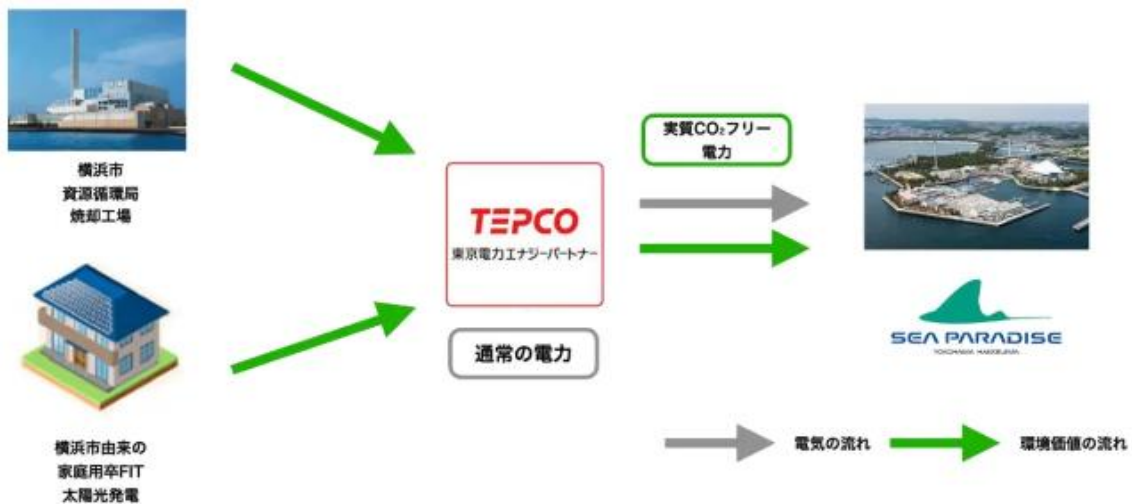 横浜市
資源循環局
焼却工場
横浜市由来の
家庭用卒FIT
太陽光発電
TEPCO
東京電力エナジーパートナー
通常の電力
実質CO₂フリー
電力
SEA PARADISE
YOKOHAMA HAKKEIJIMA
電気の流れ
環境価値の流れ